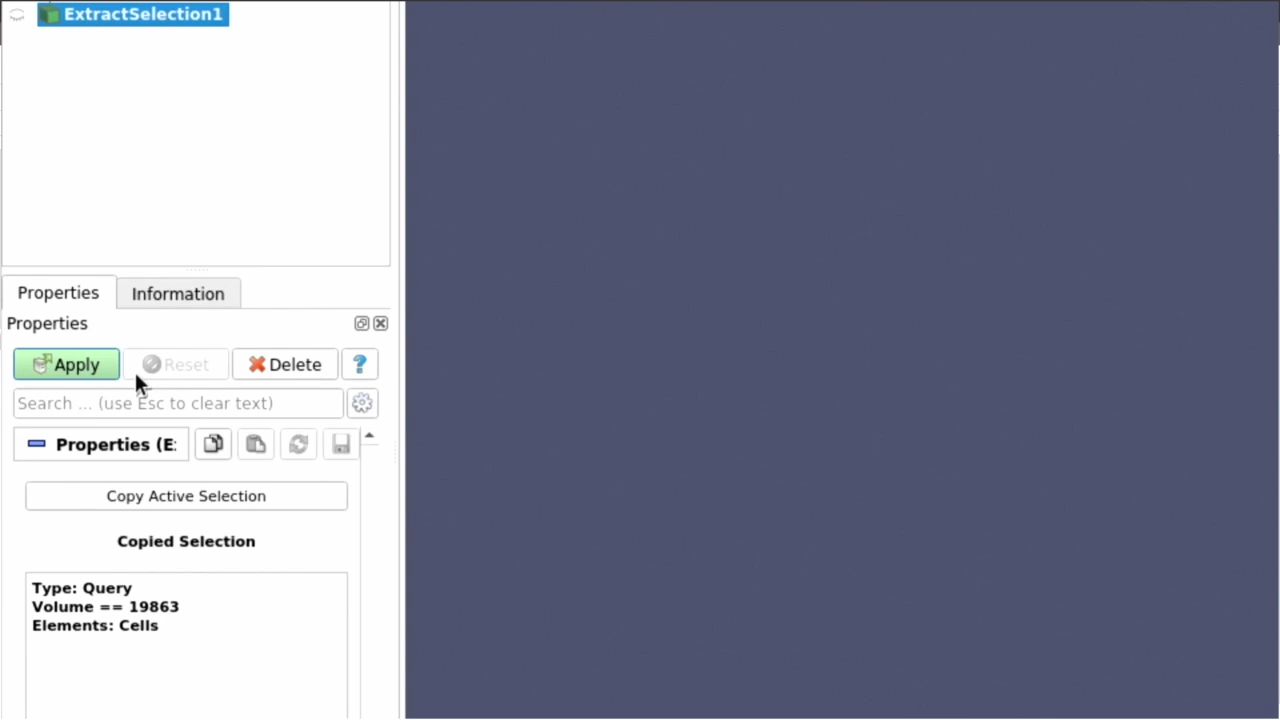 ExtractSelection1
Properties
Information
Properties
Apply
Reset
Delete
?
Search ... (use Esc to clear text)
Properties (E:
Copy Active Selection
Copied Selection
Type: Query
Volume == 19863
Elements: Cells